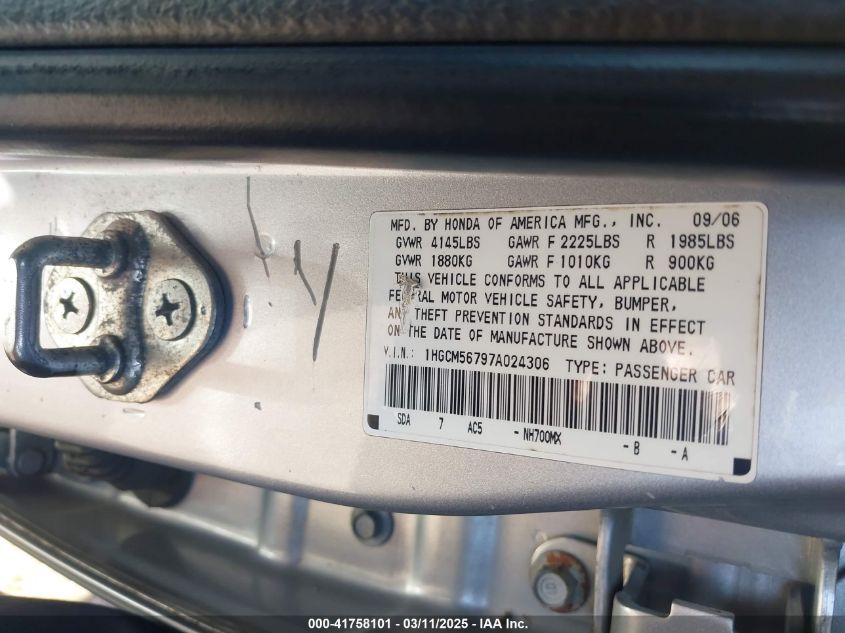 MFD. BY HONDA OF AMERICA MFG., INC. 09/06
GVWR 4145LBS GAWR F 2225LBS R 1985LBS
GVWR 1880KG GAWR F 1010KG R 900KG
THIS VEHICLE CONFORMS TO ALL APPLICABLE
FEDERAL MOTOR VEHICLE SAFETY, BUMPER,
AND THEFT PREVENTION STANDARDS IN EFFECT
ON THE DATE OF MANUFACTURE SHOWN ABOVE.
V.I.N.: 1HGCM56797A024306 TYPE: PASSENGER CAR
SDA 7 AC5 - NH700MX - B - A
000-41758101 - 03/11/2025 - IAA Inc.